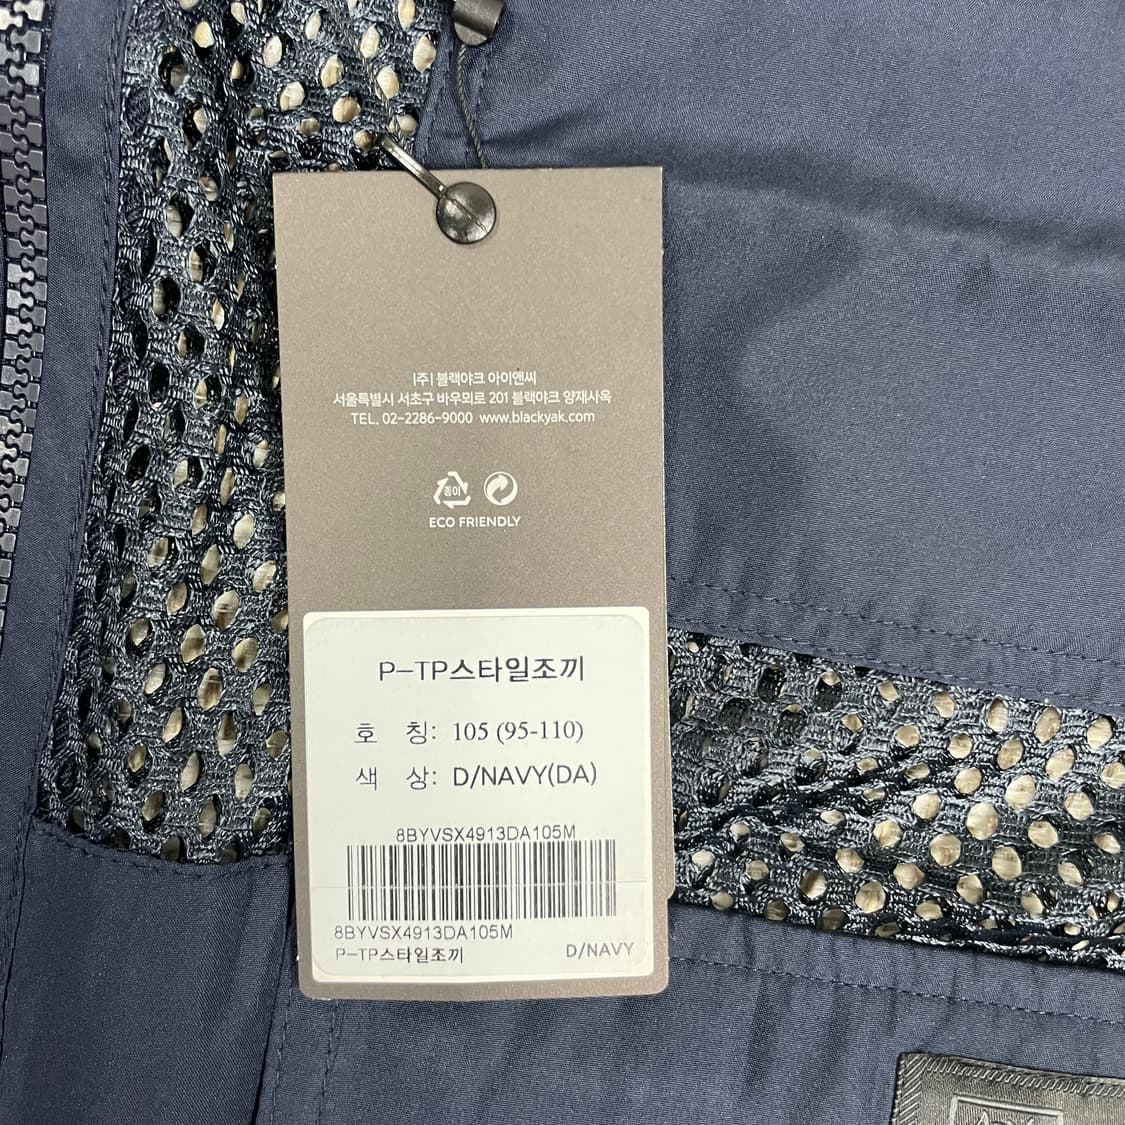 (주) 블랙야크 아이앤씨
서울특별시 서초구 바우뫼로 201 블랙야크 양재사옥
TEL. 02-2286-9000 www.blackyak.com
종이
ECO FRIENDLY
P-TP스타일조끼
호 칭: 105 (95-110)
색 상: D/NAVY(DA)
8BYVSX4913DA105M
8BYVSX4913DA105M
P-TP스타일조끼 D/NAVY